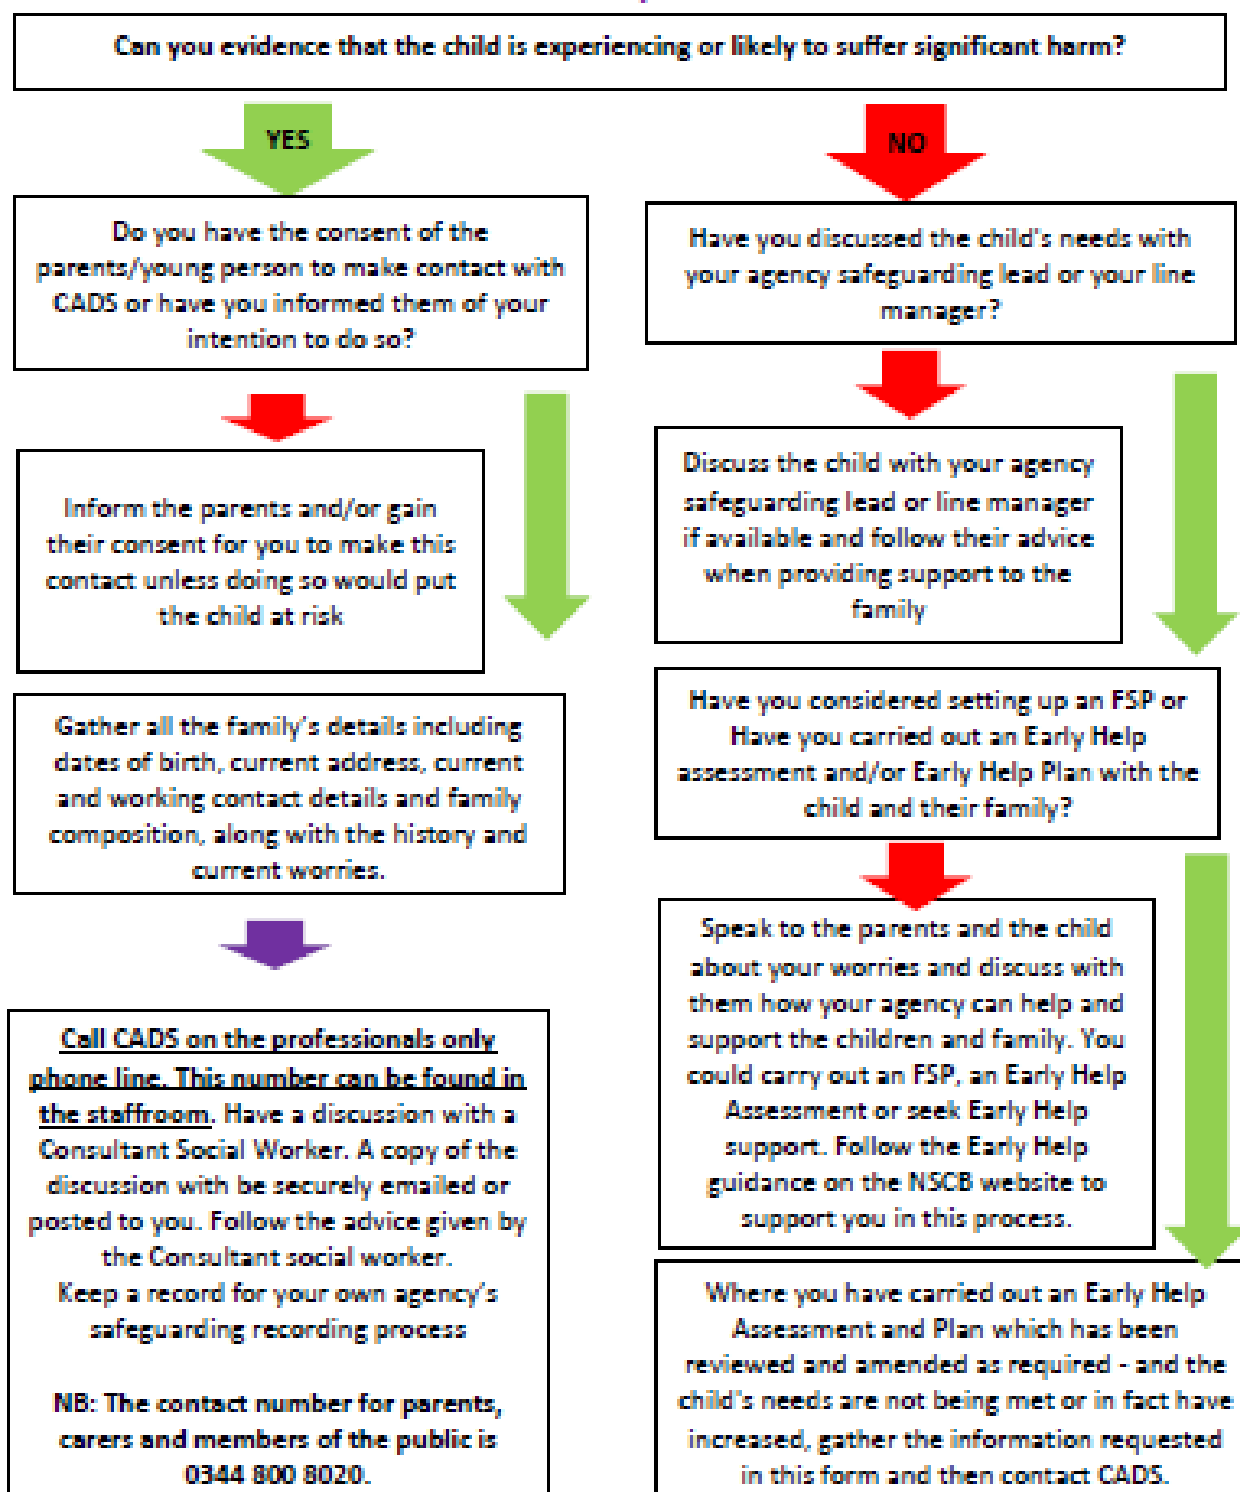 Can you evidence that the child is experiencing or likely to suffer significant harm?
YES
NO
Do you have the consent of the
parents/young person to make contact with
CADS or have you informed them of your
intention to do so?
Have you discussed the child's needs with
your agency safeguarding lead or your line
manager?
Inform the parents and/or gain
their consent for you to make this
contact unless doing so would put
the child at risk
Discuss the child with your agency
safeguarding lead or line manager
if available and follow their advice
when providing support to the
family
Gather all the family's details including
dates of birth, current address, current
and working contact details and family
composition, along with the history and
current worries.
Have you considered setting up an FSP or
Have you carried out an Early Help
assessment and/or Early Help Plan with the
child and their family?
Speak to the parents and the child
about your worries and discuss with
them how your agency can help and
support the children and family. You
could carry out an FSP, an Early Help
Assessment or seek Early Help
support. Follow the Early Help
guidance on the NSCB website to
support you in this process.
Call CADS on the professionals only
phone line. This number can be found in
the staffroom. Have a discussion with a
Consultant Social Worker. A copy of the
discussion with be securely emailed or
posted to you. Follow the advice given by
the Consultant social worker.
Keep a record for your own agency's
safeguarding recording process
NB: The contact number for parents,
carers and members of the public is
0344 800 8020.
Where you have carried out an Early Help
Assessment and Plan which has been
reviewed and amended as required - and the
child's needs are not being met or in fact have
increased, gather the information requested
in this form and then contact CADS.